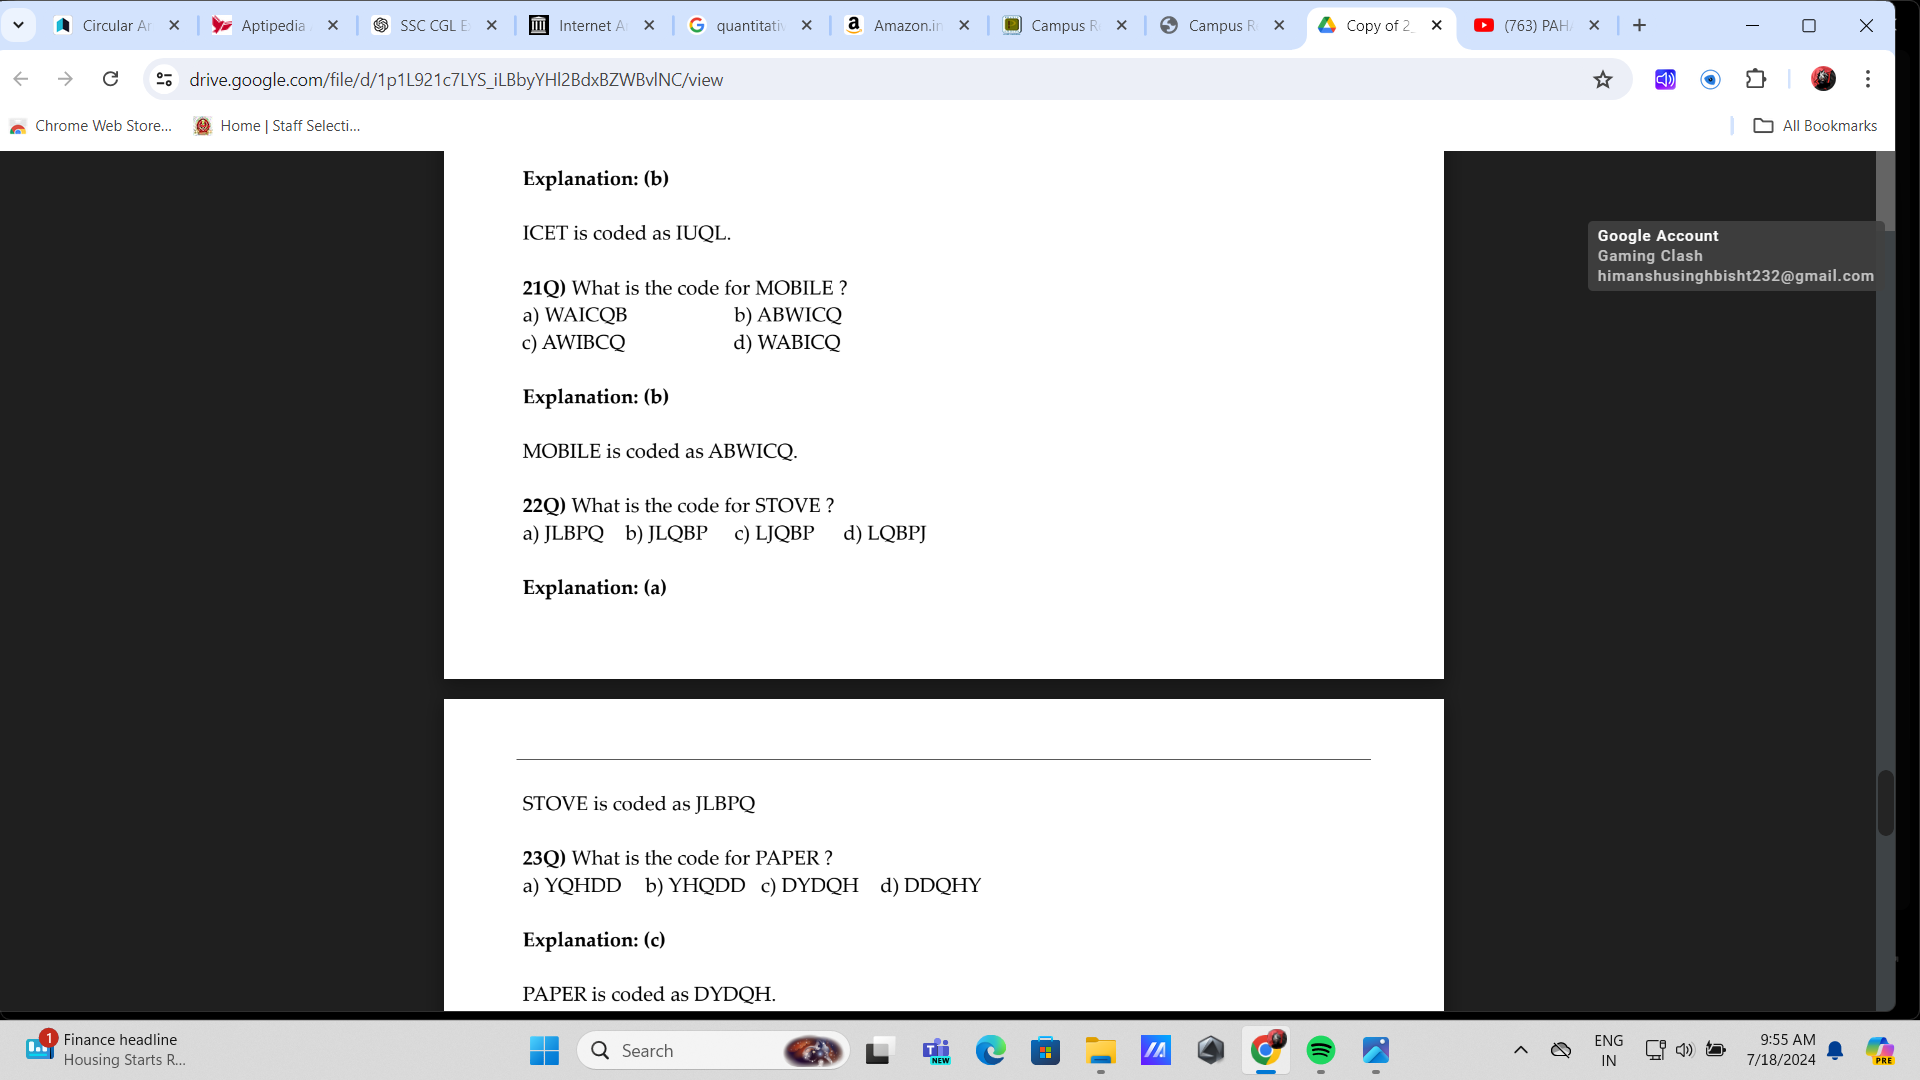 Circular Ar
Aptipedia
SSC CGL E
Internet A
quantitativ
Amazon.in
Campus R
Campus R
Copy of 2_
(763) PAH
drive.google.com/file/d/1p1L921c7LYS_iLBbyYHl2BdxBZWBvlNC/view
Chrome Web Store...
Home | Staff Selecti...
All Bookmarks
Google Account
Gaming Clash
himanshusinghbisht232@gmail.com
Explanation: (b)
ICET is coded as IUQL.
21Q) What is the code for MOBILE ?
a) WAICQB b) ABWICQ
c) AWIBCQ d) WABICQ
Explanation: (b)
MOBILE is coded as ABWICQ.
22Q) What is the code for STOVE ?
a) JLBPQ b) JLQBP c) LJQBP d) LQBPJ
Explanation: (a)
STOVE is coded as JLBPQ
23Q) What is the code for PAPER ?
a) YQHDD b) YHQDD c) DYDQH d) DDQHY
Explanation: (c)
PAPER is coded as DYDQH.
1
Finance headline
Housing Starts R...
Search
NEW
ENG
IN
9:55 AM
7/18/2024
PRE